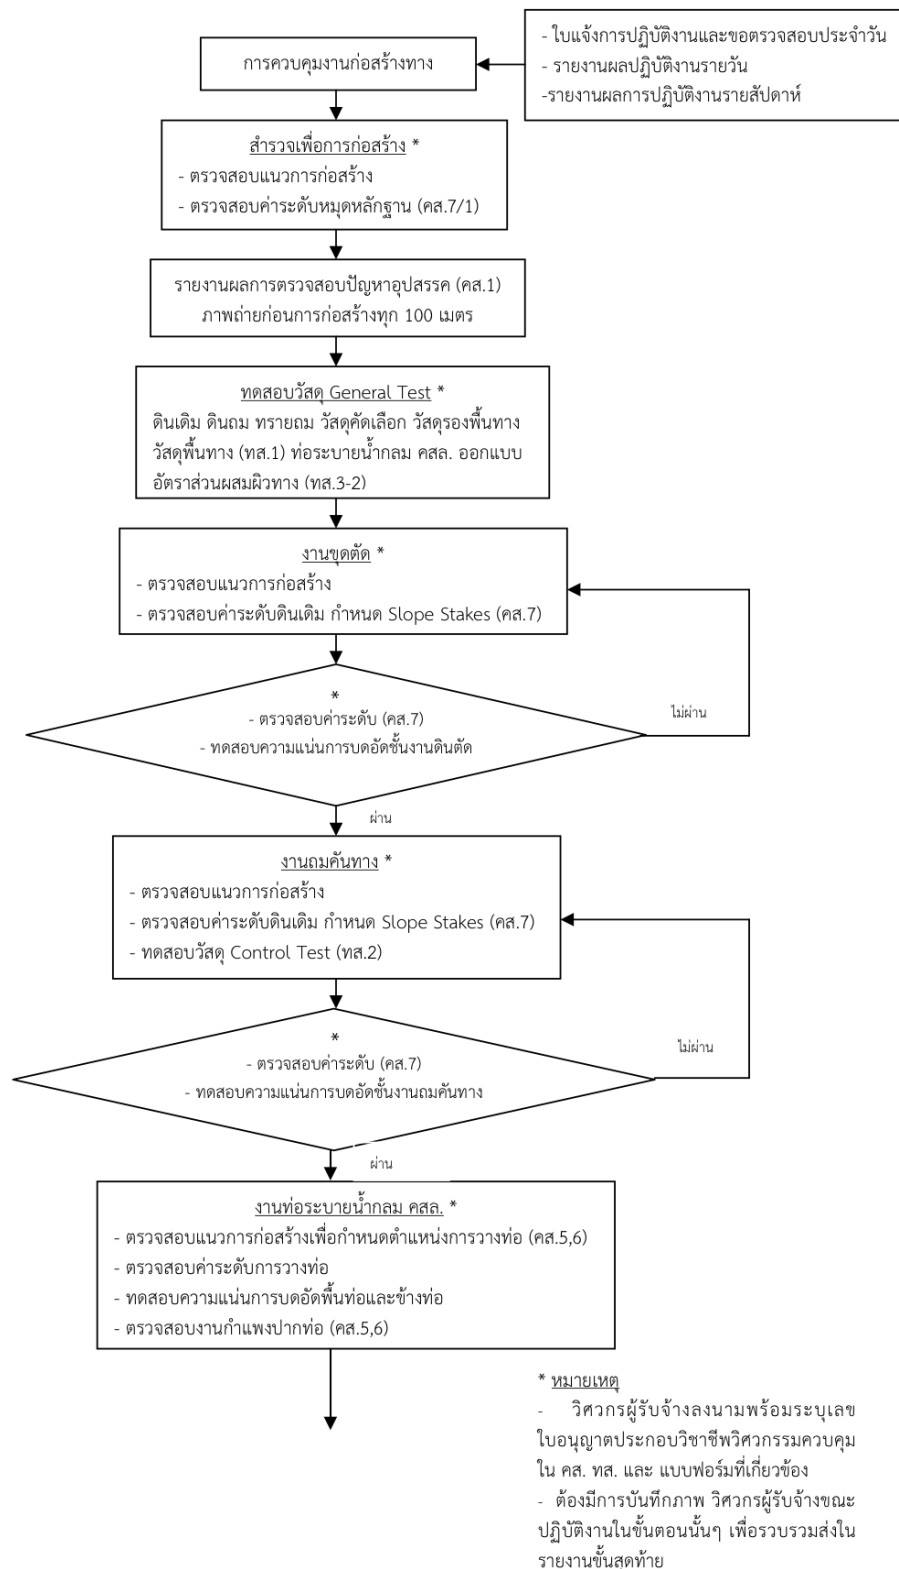 การควบคุมงานก่อสร้างทาง
- ใบแจ้งการปฏิบัติงานและขอตรวจสอบประจำวัน
- รายงานผลปฏิบัติงานรายวัน
-รายงานผลการปฏิบัติงานรายสัปดาห์
สำรวจเพื่อการก่อสร้าง *
- ตรวจสอบแนวการก่อสร้าง
- ตรวจสอบค่าระดับหมุดหลักฐาน (คส.7/1)
รายงานผลการตรวจสอบปัญหาอุปสรรค (คส.1)
ภาพถ่ายก่อนการก่อสร้างทุก 100 เมตร
ทดสอบวัสดุ General Test *
ดินเดิม ดินถม ทรายถม วัสดุคัดเลือก วัสดุรองพื้นทาง
วัสดุพื้นทาง (ทส.1) ท่อระบายน้ำกลม คสล. ออกแบบ
อัตราส่วนผสมผิวทาง (ทส.3-2)
งานขุดตัด *
- ตรวจสอบแนวการก่อสร้าง
- ตรวจสอบค่าระดับดินเดิม กำหนด Slope Stakes (คส.7)
*
- ตรวจสอบค่าระดับ (คส.7)
- ทดสอบความแน่นการบดอัดชั้นงานดินตัด
ไม่ผ่าน
ผ่าน
งานถมคันทาง *
- ตรวจสอบแนวการก่อสร้าง
- ตรวจสอบค่าระดับดินเดิม กำหนด Slope Stakes (คส.7)
- ทดสอบวัสดุ Control Test (ทส.2)
*
- ตรวจสอบค่าระดับ (คส.7)
- ทดสอบความแน่นการบดอัดชั้นงานถมคันทาง
ไม่ผ่าน
ผ่าน
งานท่อระบายน้ำกลม คสล. *
- ตรวจสอบแนวการก่อสร้างเพื่อกำหนดตำแหน่งการวางท่อ (คส.5,6)
- ตรวจสอบค่าระดับการวางท่อ
- ทดสอบความแน่นการบดอัดพื้นท่อและข้างท่อ
- ตรวจสอบงานกำแพงปากท่อ (คส.5,6)
* หมายเหตุ
- วิศวกรผู้รับจ้างลงนามพร้อมระบุเลข
ใบอนุญาตประกอบวิชาชีพวิศวกรรมควบคุม
ใน คส. ทส. และ แบบฟอร์มที่เกี่ยวข้อง
- ต้องมีการบันทึกภาพ วิศวกรผู้รับจ้างขณะ
ปฏิบัติงานในขั้นตอนนั้นๆ เพื่อรวบรวมส่งใน
รายงานขั้นสุดท้าย